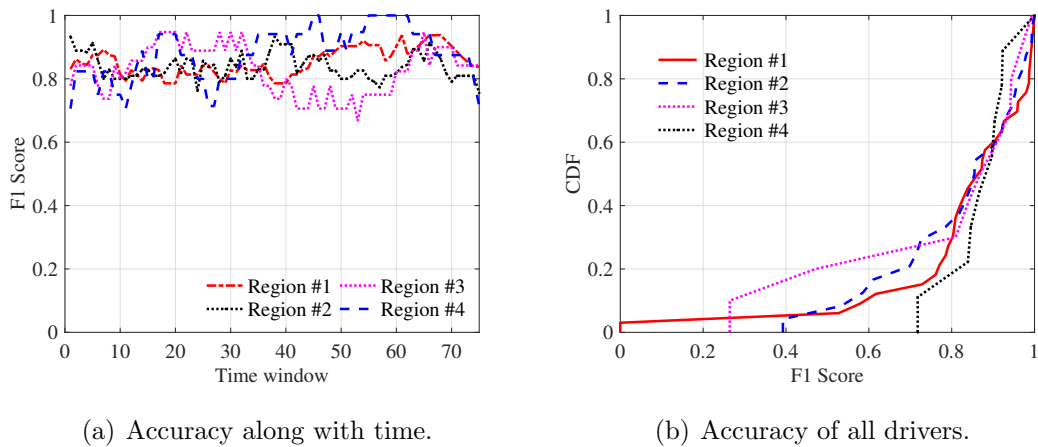 1
0.8
0.6
0.4
0.2
0
F1 Score
Region #1
Region #3
Region #2
Region #4
0 10 20 30 40 50 60 70
Time window
(a) Accuracy along with time.
1
0.8
0.6
0.4
0.2
0
CDF
Region #1
Region #2
Region #3
Region #4
0 0.2 0.4 0.6 0.8 1
F1 Score
(b) Accuracy of all drivers.